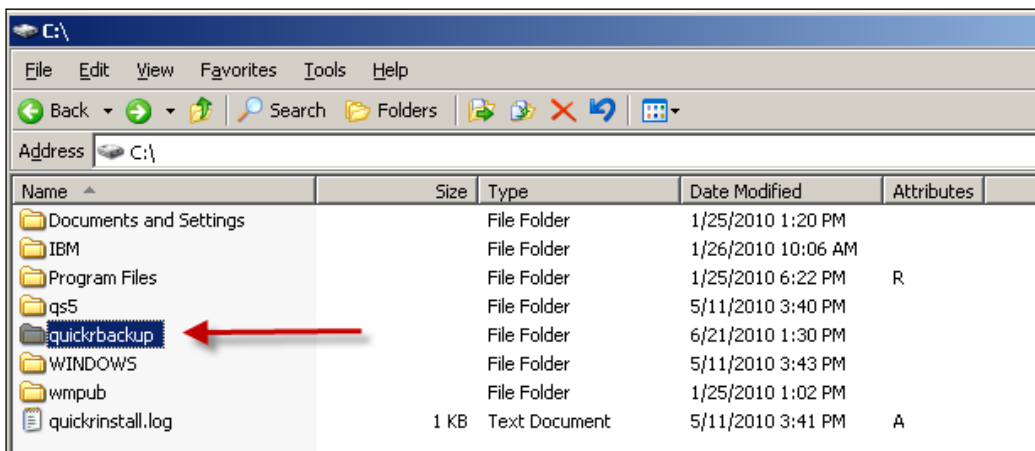 C:\
File Edit View Favorites Tools Help
Back Search Folders
Address C:\
Name Size Type Date Modified Attributes
Documents and Settings File Folder 1/25/2010 1:20 PM
IBM File Folder 1/26/2010 10:06 AM
Program Files File Folder 1/25/2010 6:22 PM R
qs5 File Folder 5/11/2010 3:40 PM
quickrbackup File Folder 6/21/2010 1:30 PM
WINDOWS File Folder 5/11/2010 3:43 PM
wmpub File Folder 1/25/2010 1:02 PM
quickrinstall.log 1 KB Text Document 5/11/2010 3:41 PM A